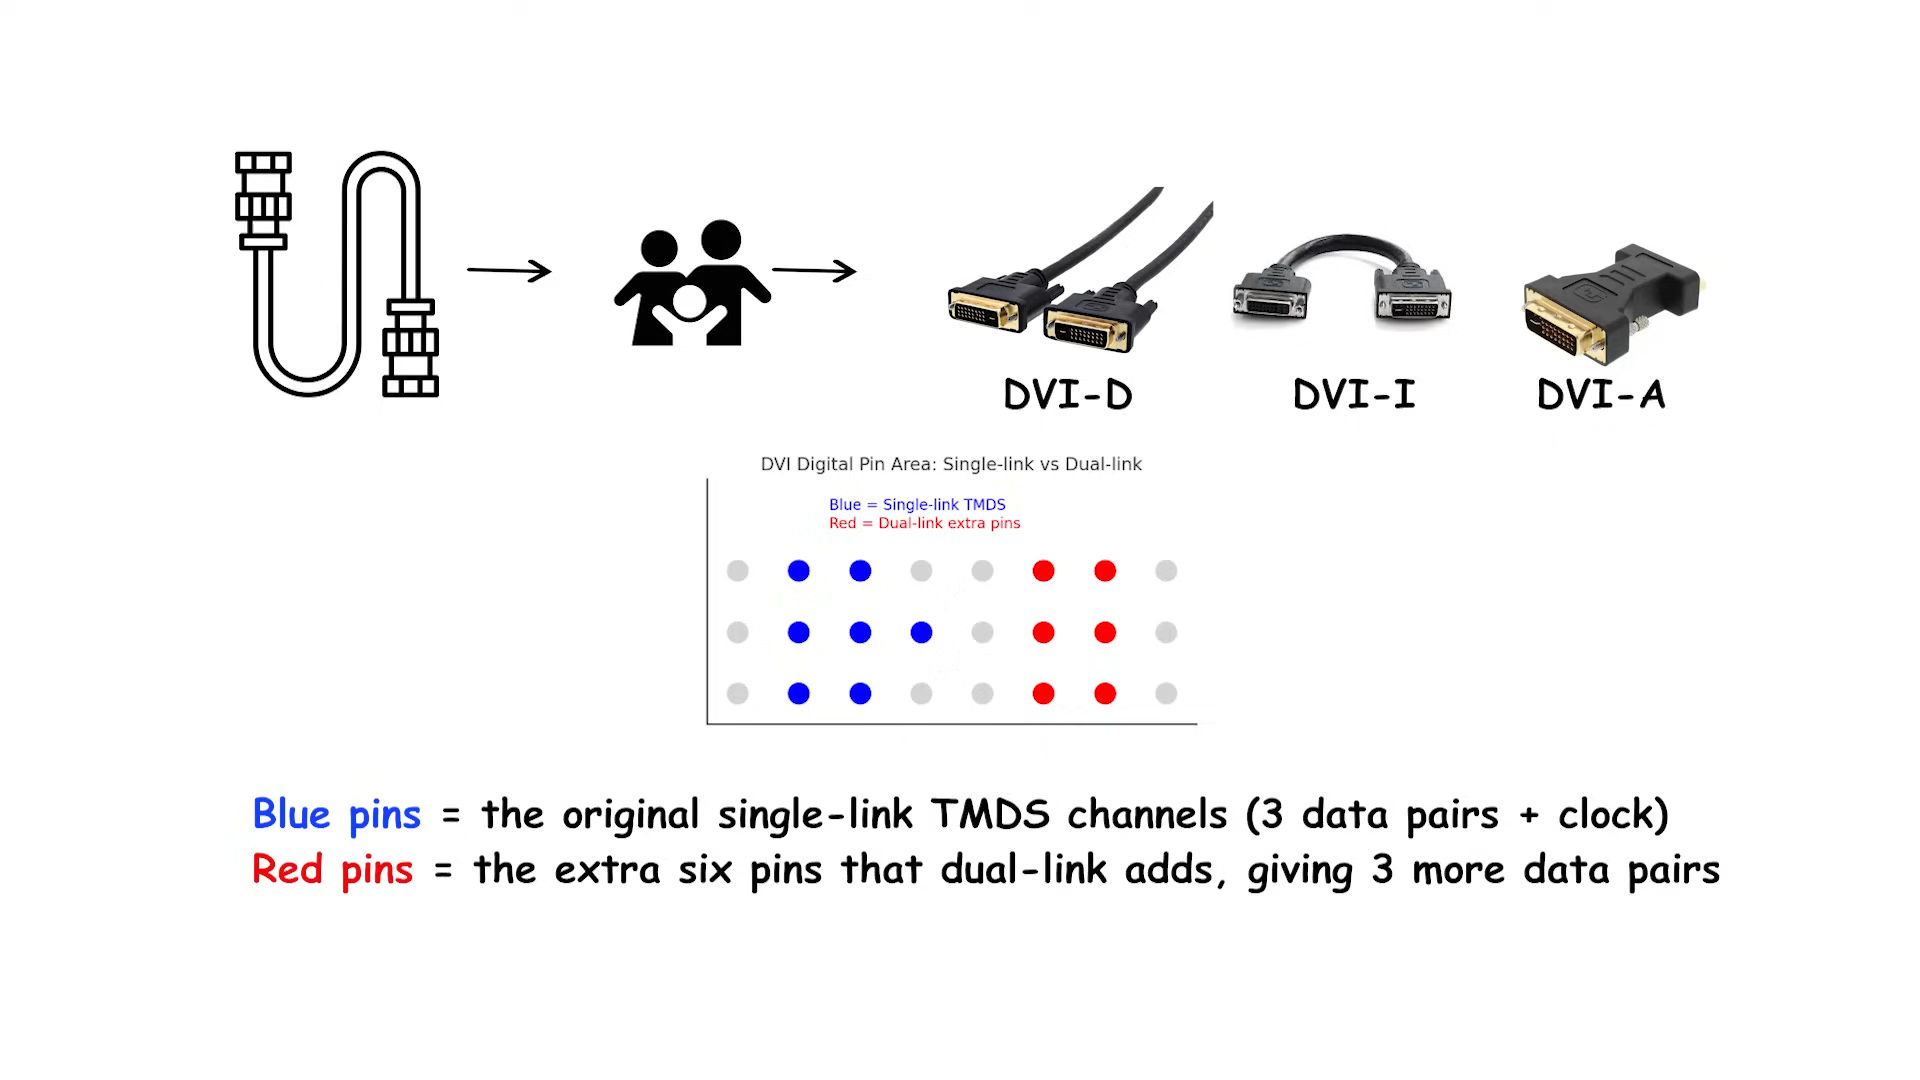 DVI-D
DVI-I
DVI-A
DVI Digital Pin Area: Single-link vs Dual-link
Blue = Single-link TMDS
Red = Dual-link extra pins
Blue pins = the original single-link TMDS channels (3 data pairs + clock)
Red pins = the extra six pins that dual-link adds, giving 3 more data pairs